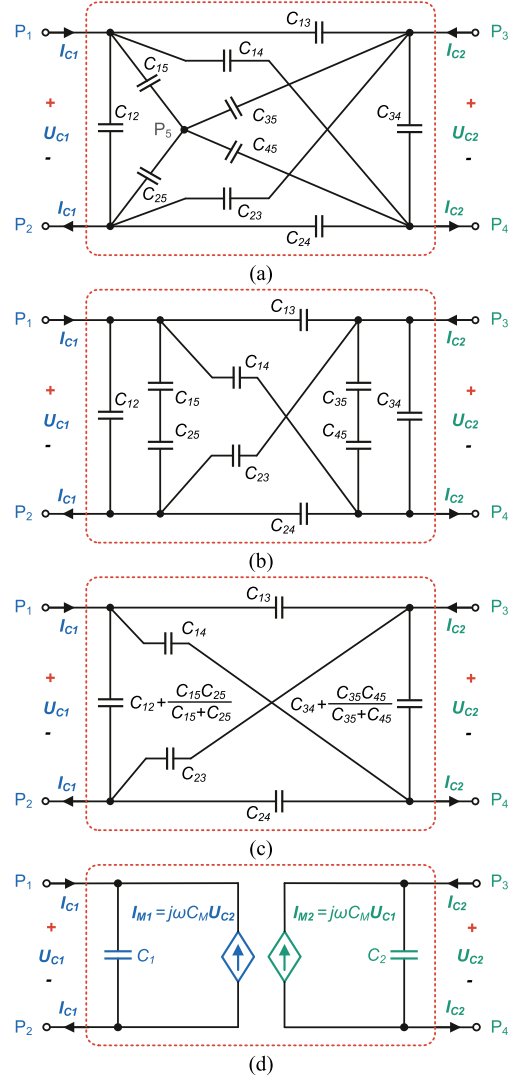 P1 IC1 C13 IC2 P3
C15 C14
+ C12 P5 C35 C34 +
UC1 C45 UC2
- -
C25 C23
P2 IC1 C24 IC2 P4
(a)
P1 IC1 C13 IC2 P3
C14
+ C12 C15 C35 C34 +
UC1 UC2
- C25 C45 -
C23
P2 IC1 C24 IC2 P4
(b)
P1 IC1 C13 IC2 P3
C14
+ +
UC1 C12 + C15C25/(C15+C25) C34 + C35C45/(C35+C45) UC2
- -
C23
P2 IC1 C24 IC2 P4
(c)
P1 IC1 IC2 P3
+ IM1 = jωCMUC2 IM2 = jωCMUC1 +
UC1 C1 C2 UC2
- -
P2 IC1 IC2 P4
(d)